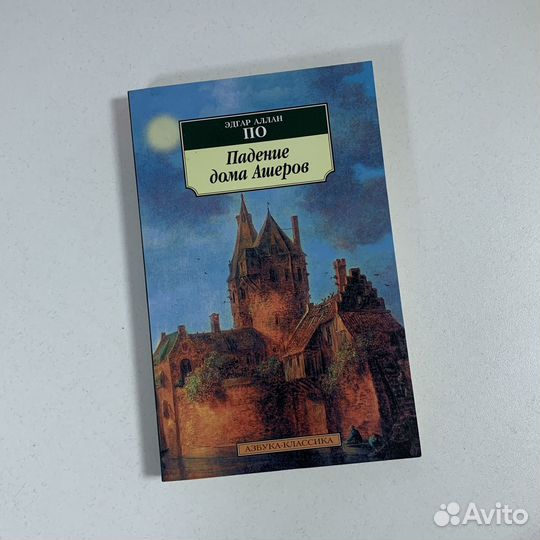 ЭДГАР АЛЛАН
ПО
Падение
дома Ашеров
АЗБУКА-КЛАССИКА
Avito